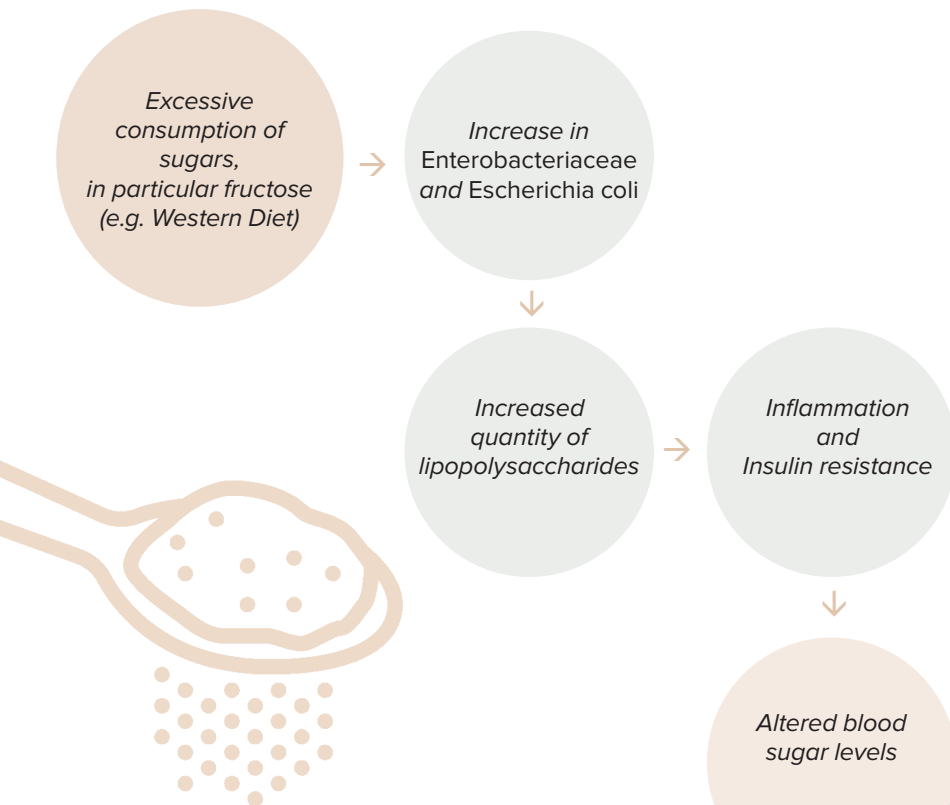 Excessive
consumption of
sugars,
in particular fructose
(e.g. Western Diet)
Increase in
Enterobacteriaceae
and Escherichia coli
Increased
quantity of
lipopolysaccharides
Inflammation
and
Insulin resistance
Altered blood
sugar levels